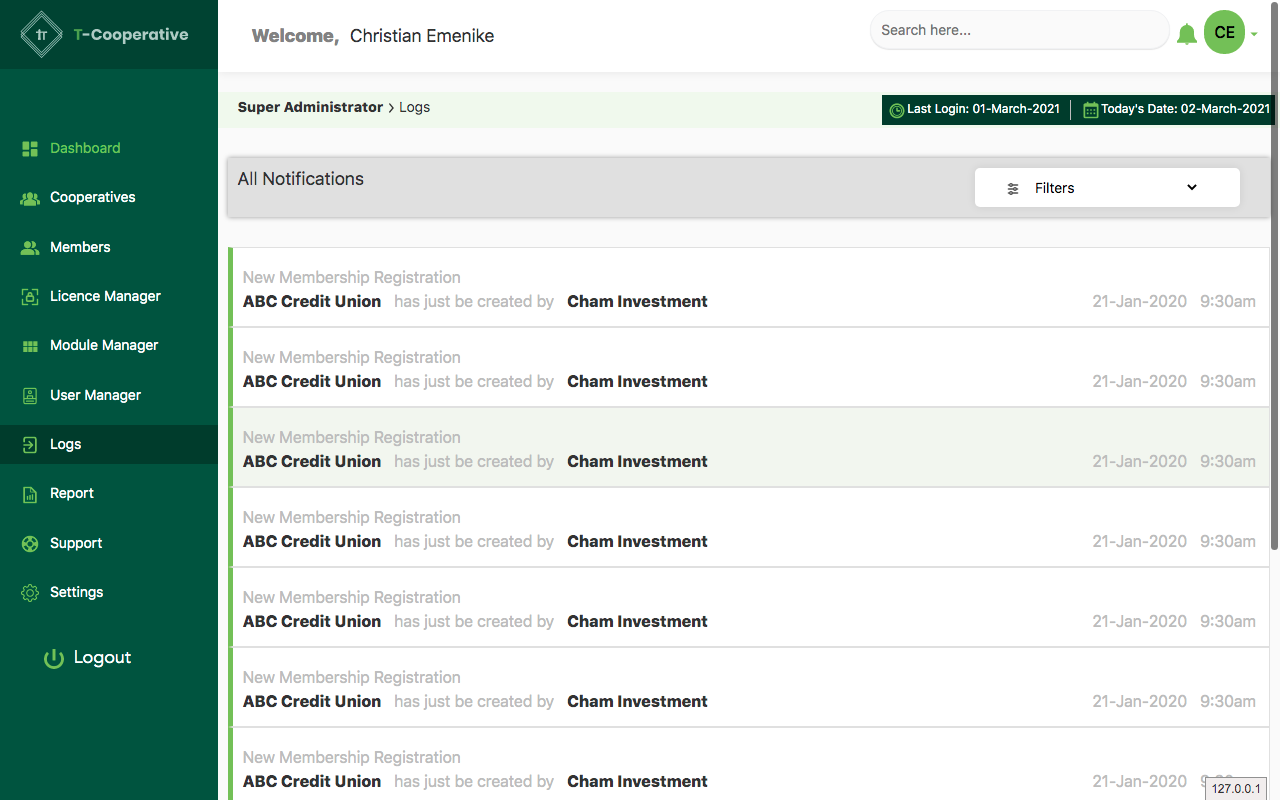 T-Cooperative
Welcome, Christian Emenike
Search here...
CE
Super Administrator > Logs
Last Login: 01-March-2021
Today's Date: 02-March-2021
Dashboard
Cooperatives
Members
Licence Manager
Module Manager
User Manager
Logs
Report
Support
Settings
Logout
All Notifications
Filters
New Membership Registration
ABC Credit Union has just be created by Cham Investment 21-Jan-2020 9:30am
New Membership Registration
ABC Credit Union has just be created by Cham Investment 21-Jan-2020 9:30am
New Membership Registration
ABC Credit Union has just be created by Cham Investment 21-Jan-2020 9:30am
New Membership Registration
ABC Credit Union has just be created by Cham Investment 21-Jan-2020 9:30am
New Membership Registration
ABC Credit Union has just be created by Cham Investment 21-Jan-2020 9:30am
New Membership Registration
ABC Credit Union has just be created by Cham Investment 21-Jan-2020 9:30am
New Membership Registration
ABC Credit Union has just be created by Cham Investment 21-Jan-2020
127.0.0.1